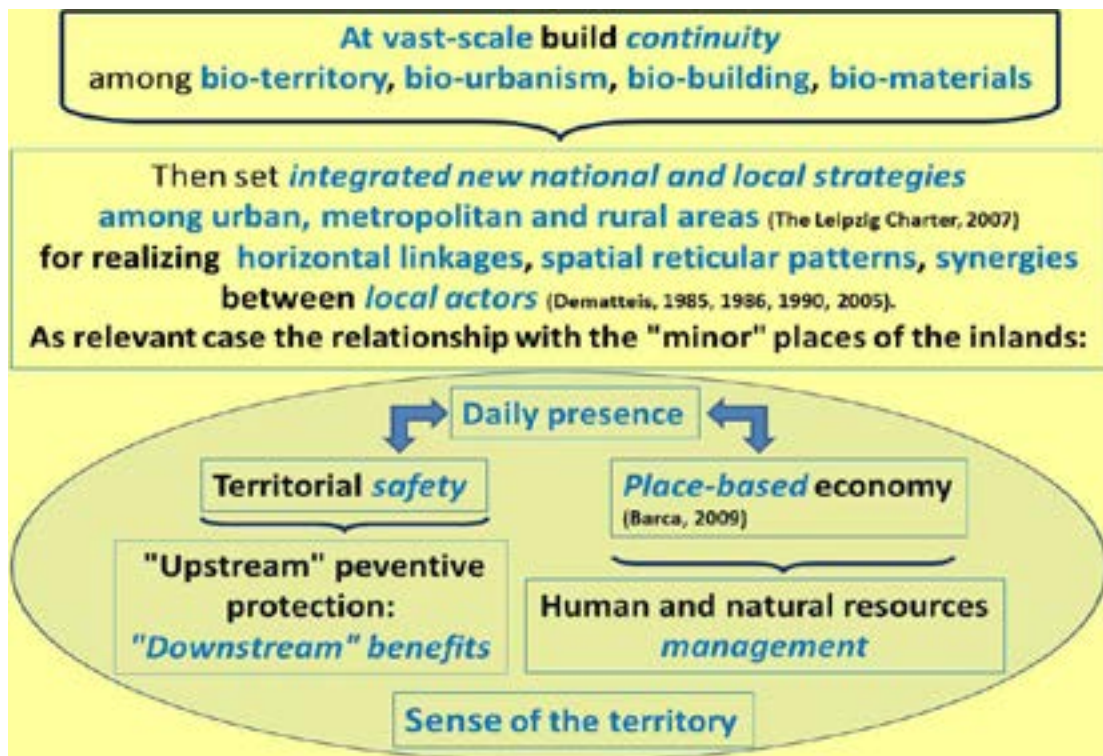 At vast-scale build continuity
among bio-territory, bio-urbanism, bio-building, bio-materials
Then set integrated new national and local strategies
among urban, metropolitan and rural areas (The Leipzig Charter, 2007)
for realizing horizontal linkages, spatial reticular patterns, synergies
between local actors (Dematteis, 1985, 1986, 1990, 2005).
As relevant case the relationship with the "minor" places of the inlands:
Daily presence
Territorial safety
Place-based economy
(Barca, 2009)
"Upstream" peventive
protection:
"Downstream" benefits
Human and natural resources
management
Sense of the territory